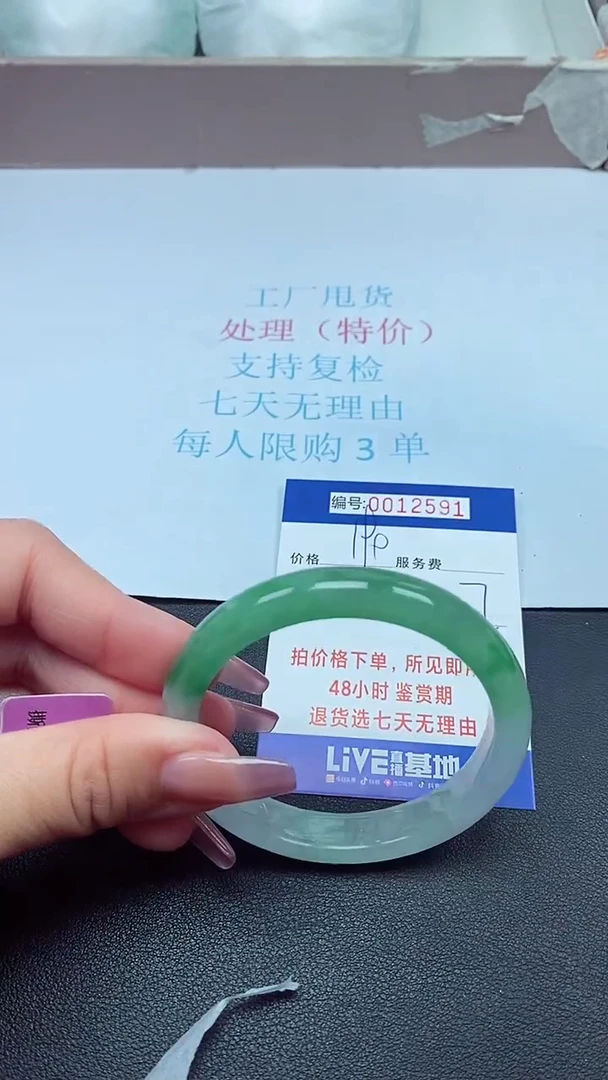 工厂甩货
处理（特价）
支持复检
七天无理由
每人限购 3 单
编号:0012591
价格 服务费
拍价格下单，所见即
48小时 鉴赏期
退货选七天无理由
LiVE直播基地